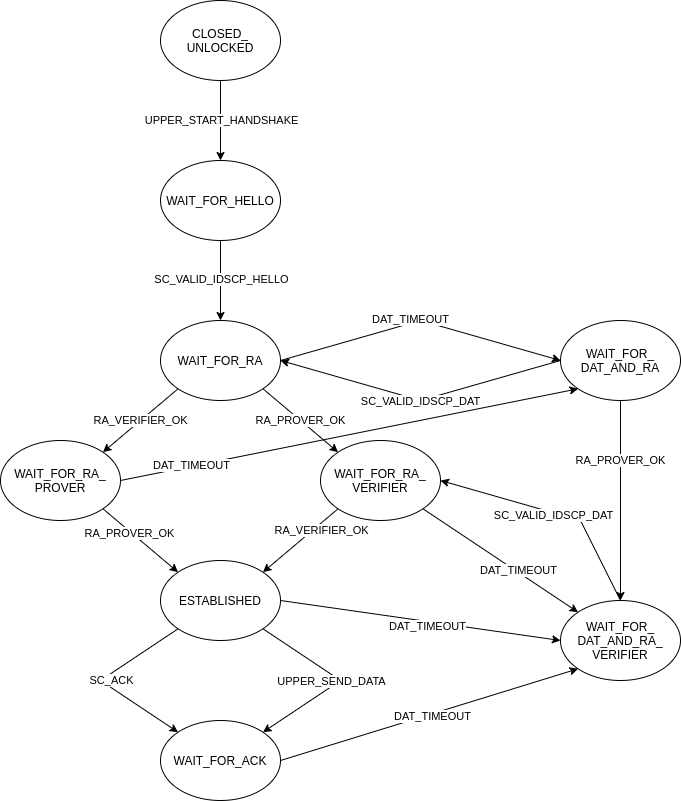 CLOSED_
UNLOCKED
UPPER_START_HANDSHAKE
WAIT_FOR_HELLO
SC_VALID_IDSCP_HELLO
DAT_TIMEOUT
WAIT_FOR_RA
WAIT_FOR_
DAT_AND_RA
SC_VALID_IDSCP_DAT
RA_VERIFIER_OK
RA_PROVER_OK
DAT_TIMEOUT
RA_PROVER_OK
WAIT_FOR_RA_
PROVER
WAIT_FOR_RA_
VERIFIER
SC_VALID_IDSCP_DAT
RA_PROVER_OK
RA_VERIFIER_OK
DAT_TIMEOUT
ESTABLISHED
DAT_TIMEOUT
WAIT_FOR_
DAT_AND_RA_
VERIFIER
SC_ACK
UPPER_SEND_DATA
DAT_TIMEOUT
WAIT_FOR_ACK